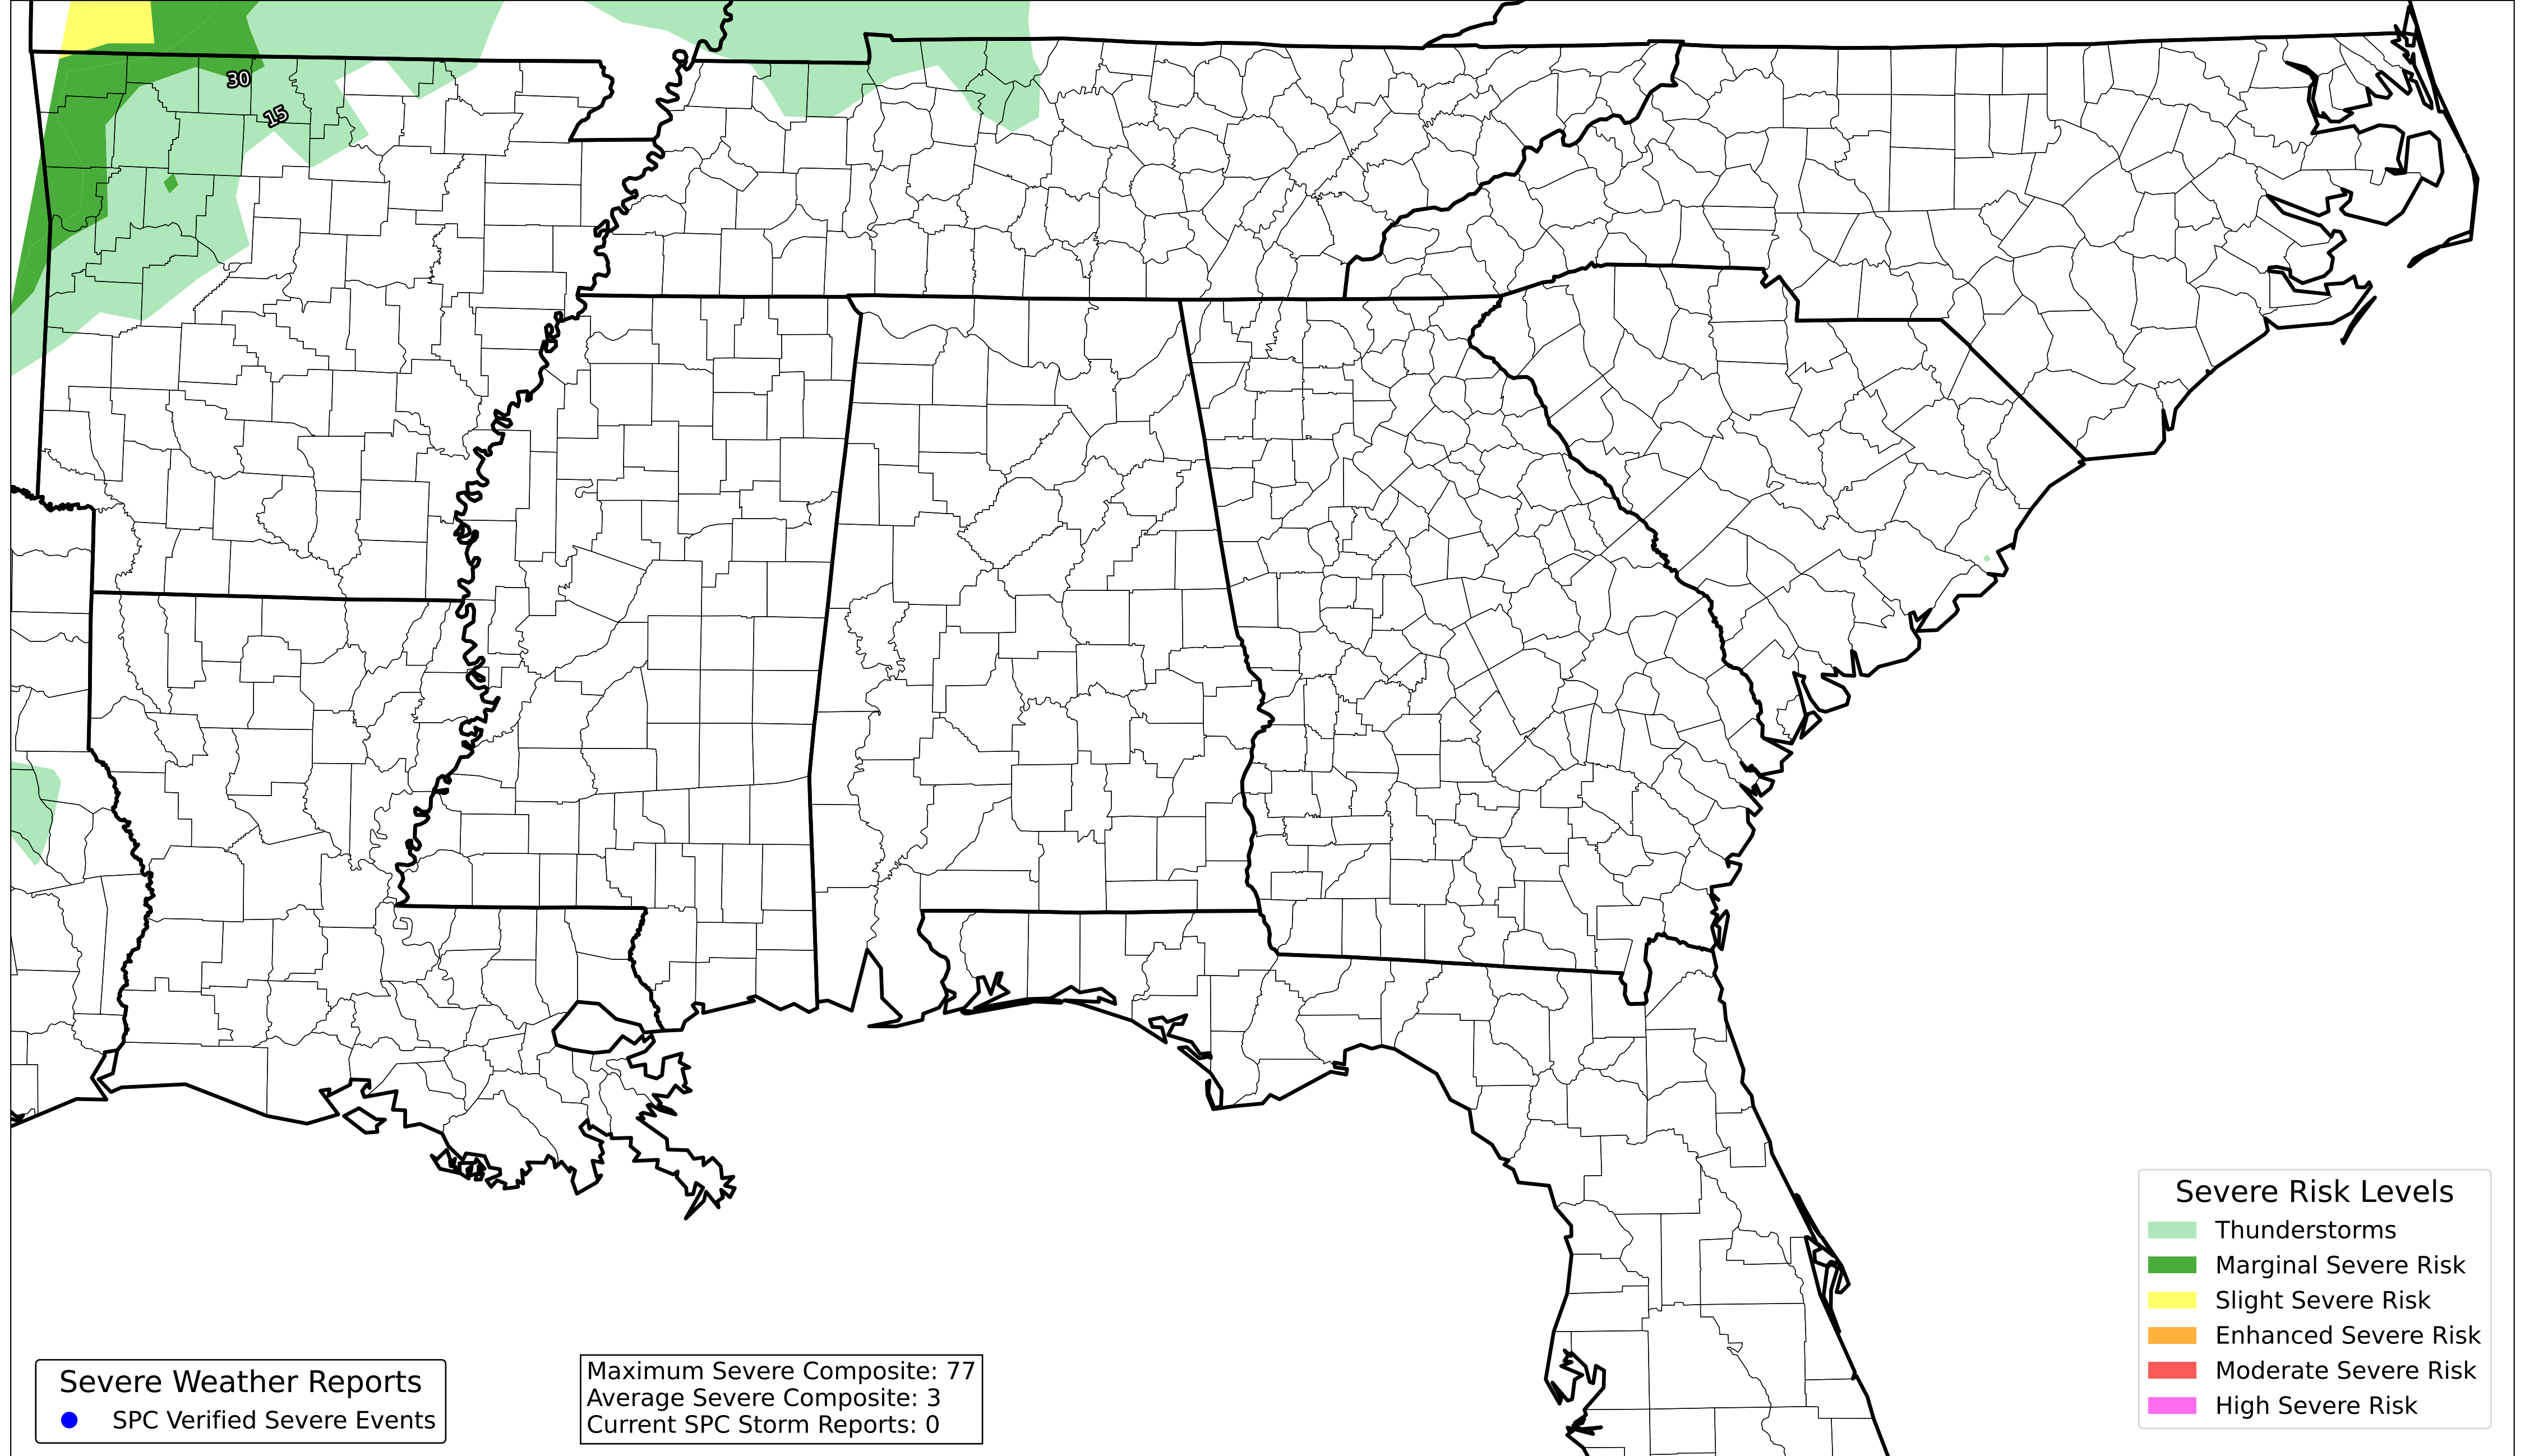 30
15
Severe Risk Levels
Thunderstorms
Marginal Severe Risk
Slight Severe Risk
Enhanced Severe Risk
Moderate Severe Risk
High Severe Risk
Severe Weather Reports
SPC Verified Severe Events
Maximum Severe Composite: 77
Average Severe Composite: 3
Current SPC Storm Reports: 0